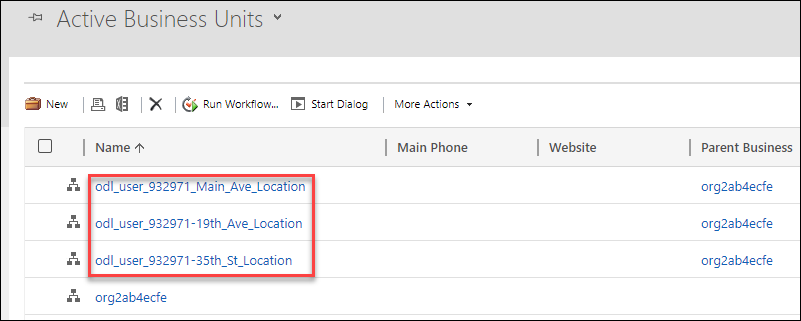 Active Business Units
New Run Workflow... Start Dialog More Actions
Name Main Phone Website Parent Business
odl_user_932971_Main_Ave_Location org2ab4ecfe
odl_user_932971-19th_Ave_Location org2ab4ecfe
odl_user_932971-35th_St_Location org2ab4ecfe
org2ab4ecfe